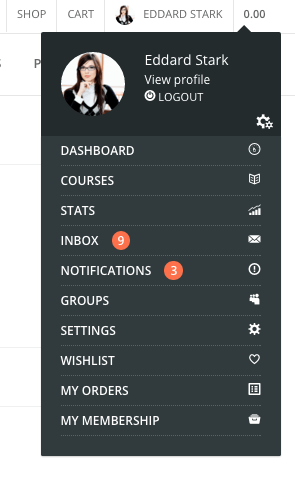 SHOP CART EDDARD STARK 0.00
S P
Eddard Stark
View profile
LOGOUT
DASHBOARD
COURSES
STATS
INBOX 9
NOTIFICATIONS 3
GROUPS
SETTINGS
WISHLIST
MY ORDERS
MY MEMBERSHIP